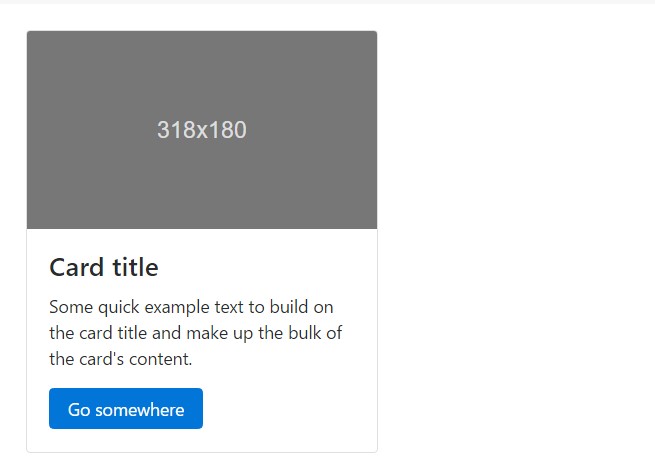 318x180
Card title
Some quick example text to build on
the card title and make up the bulk of
the card's content.
Go somewhere